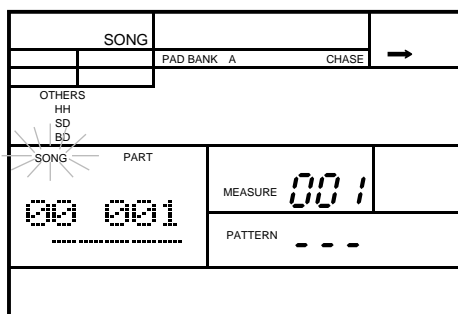 SONG
PAD BANK A CHASE
OTHERS
HH
SD
BD
SONG PART
00 001
MEASURE 001
PATTERN - - -